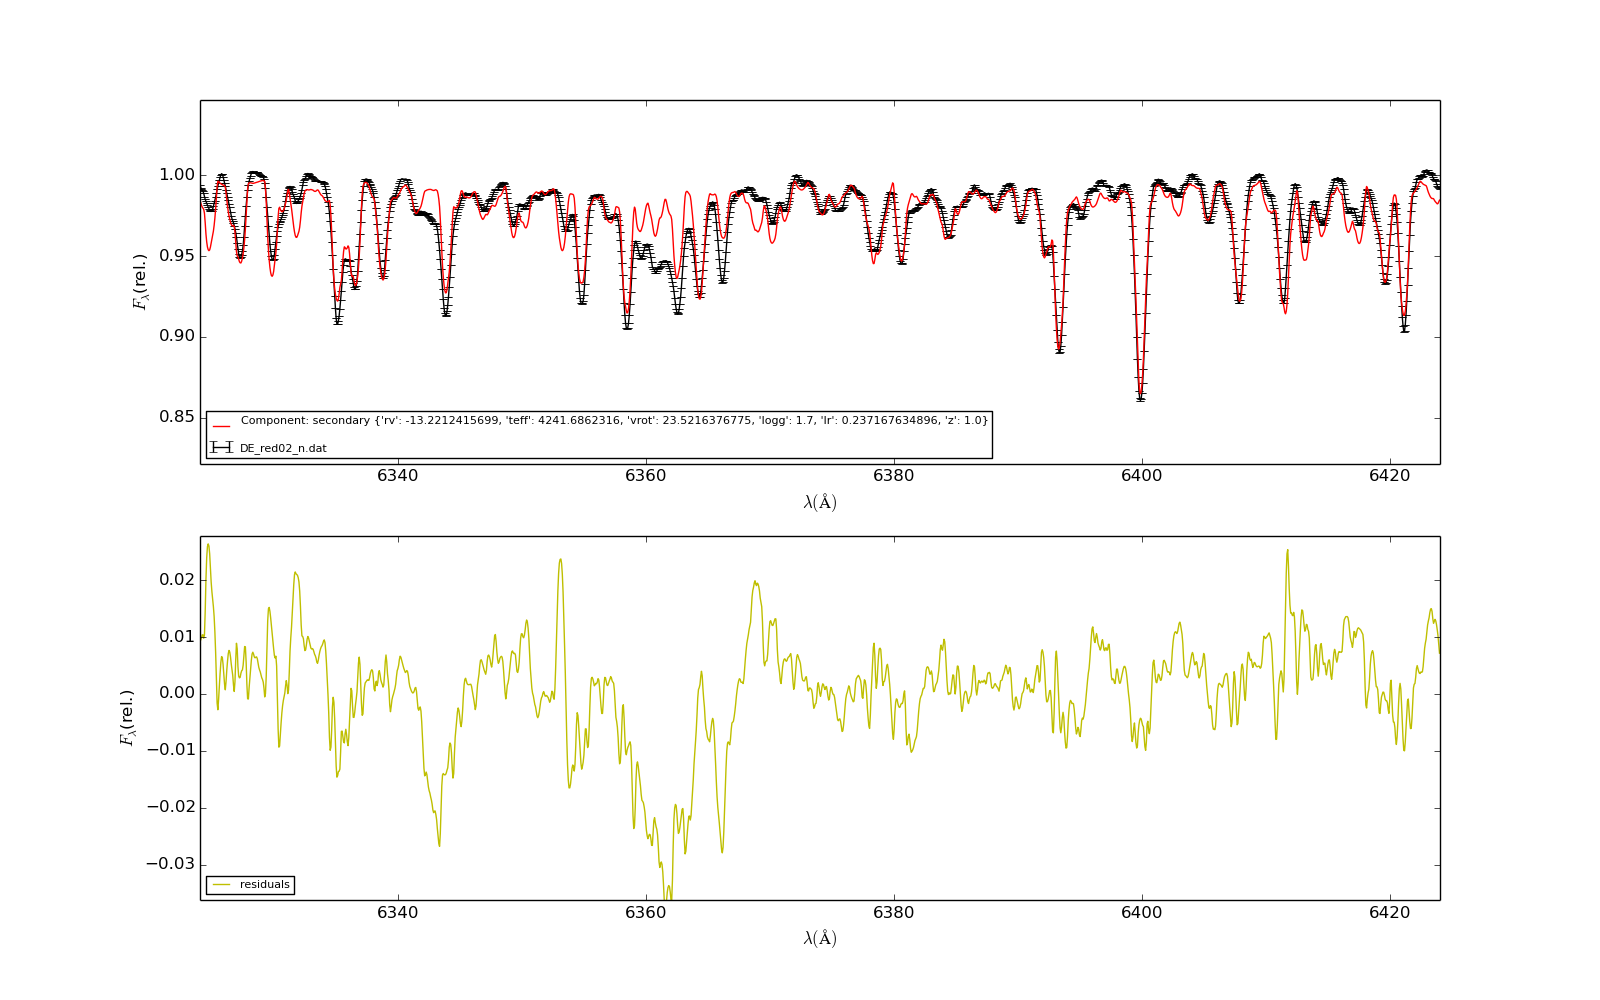 1.00
0.95
0.90
0.85
F_λ(rel.)
Component: secondary {'rv': -13.2212415699, 'teff': 4241.6862316, 'vrot': 23.5216376775, 'logg': 1.7, 'lr': 0.237167634896, 'z': 1.0}
DE_red02_n.dat
6340 6360 6380 6400 6420
λ(Å)
0.02
0.01
0.00
−0.01
−0.02
−0.03
F_λ(rel.)
residuals
6340 6360 6380 6400 6420
λ(Å)